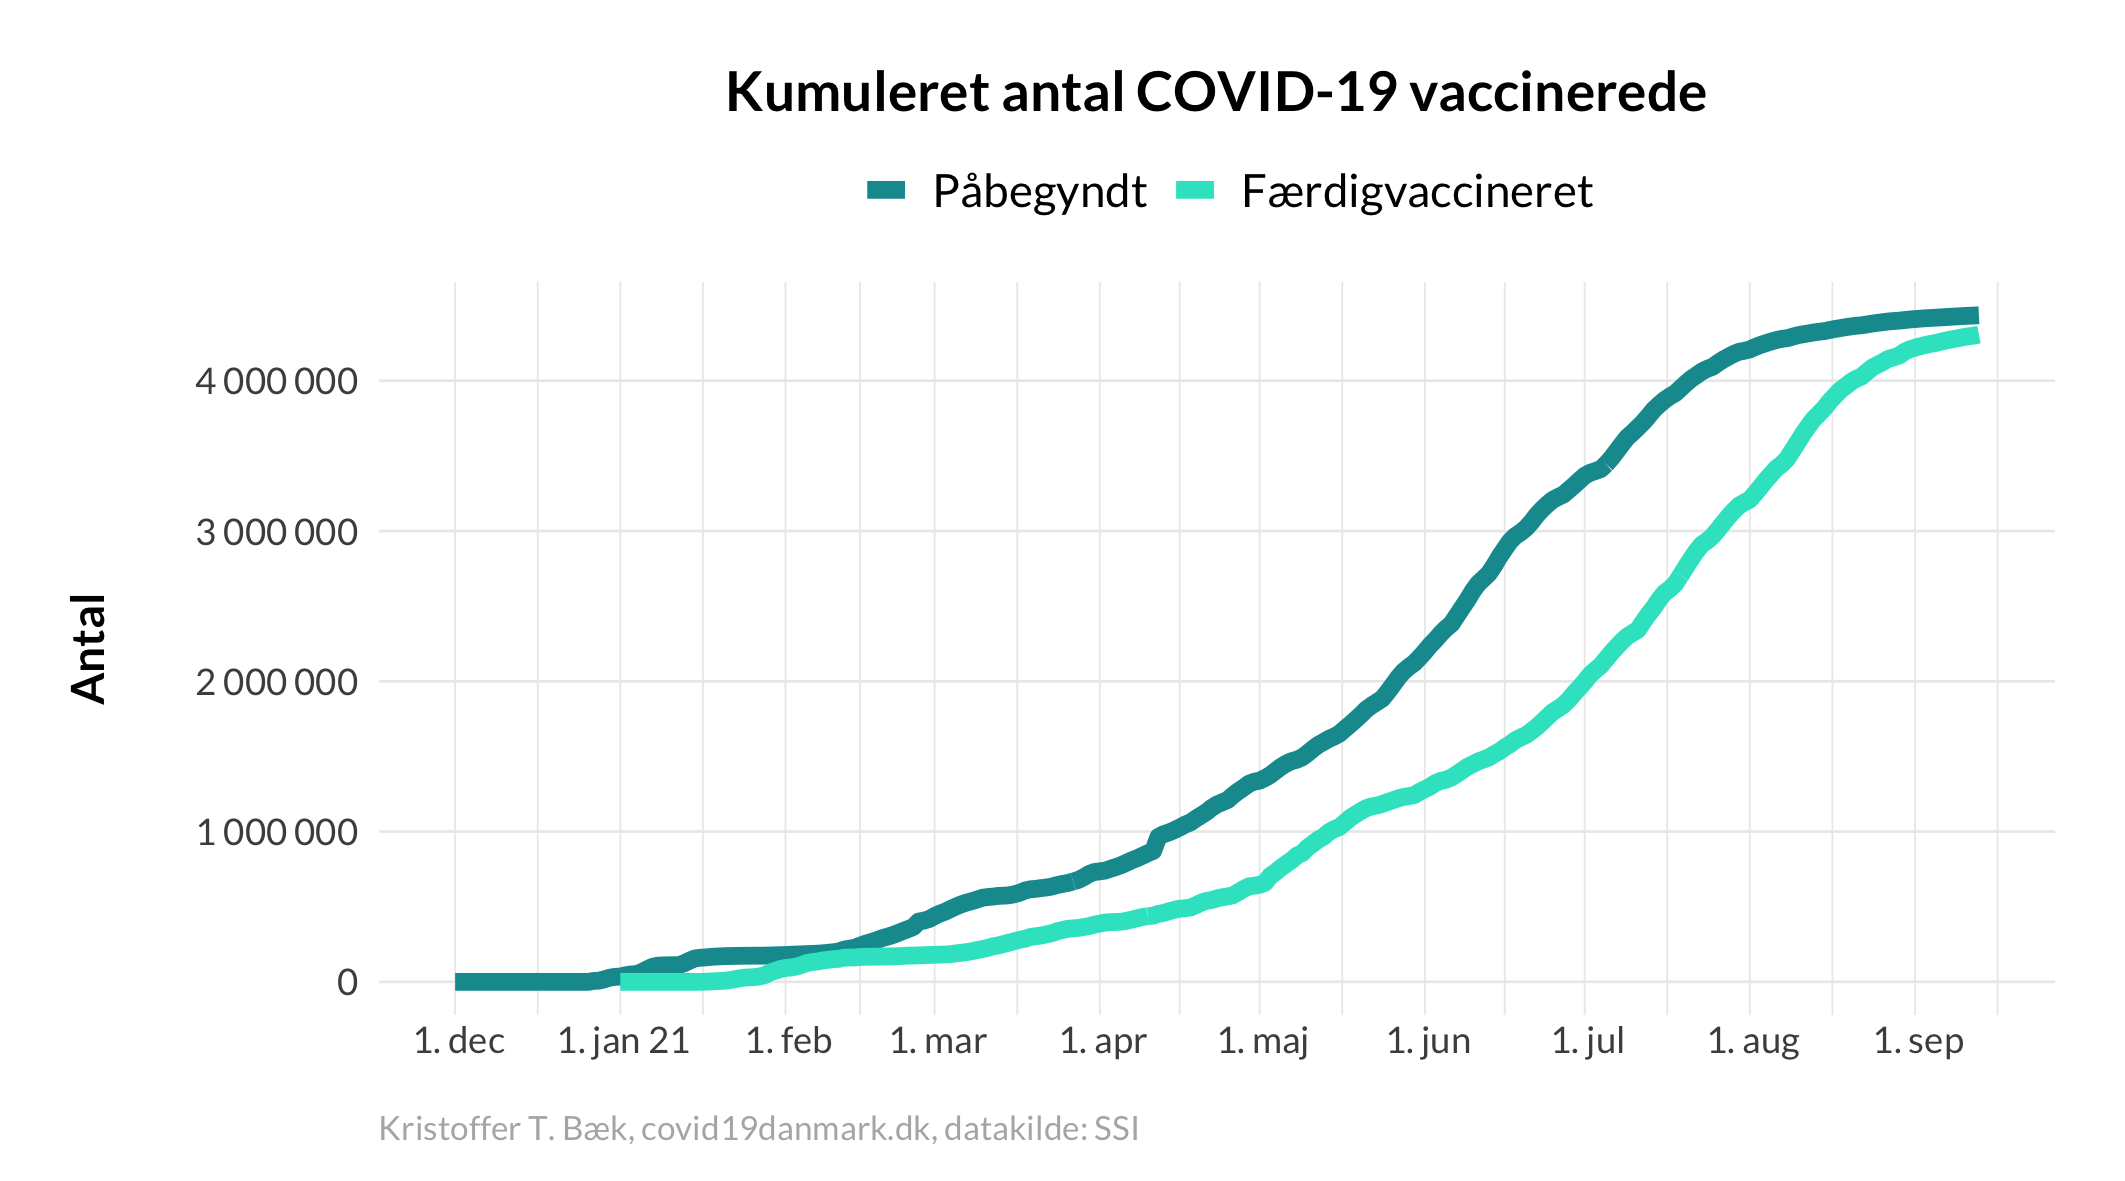 Kumuleret antal COVID-19 vaccinerede
Påbegyndt Færdigvaccineret
Antal
4 000 000
3 000 000
2 000 000
1 000 000
0
1. dec 1. jan 21 1. feb 1. mar 1. apr 1. maj 1. jun 1. jul 1. aug 1. sep
Kristoffer T. Bæk, covid19danmark.dk, datakilde: SSI